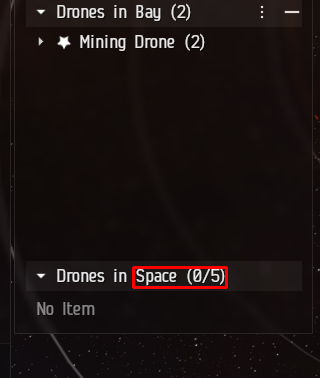 Drones in Bay (2)
Mining Drone (2)
Drones in Space (0/5)
No Item